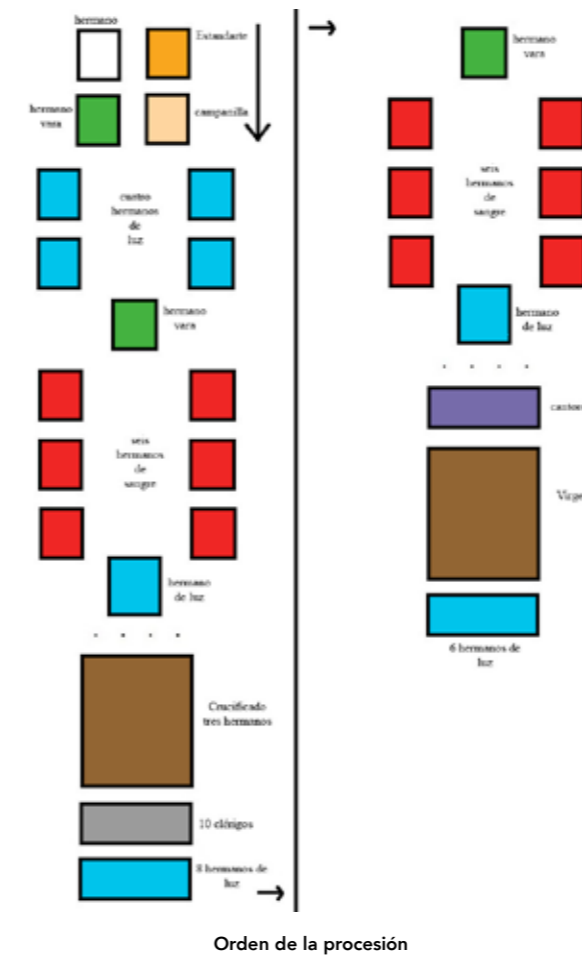 hermano
Estandarte
hermano
vara
campanilla
cuatro
hermanos
de
luz
hermano
vara
seis
hermanos
de
sangre
hermano
de luz
. . . .
Crucificado
tres hermanos
10 clérigos
8 hermanos de
luz
hermano
vara
seis
hermanos
de
sangre
hermano
de luz
. . . .
cantor
Virge
6 hermanos de
luz
Orden de la procesión